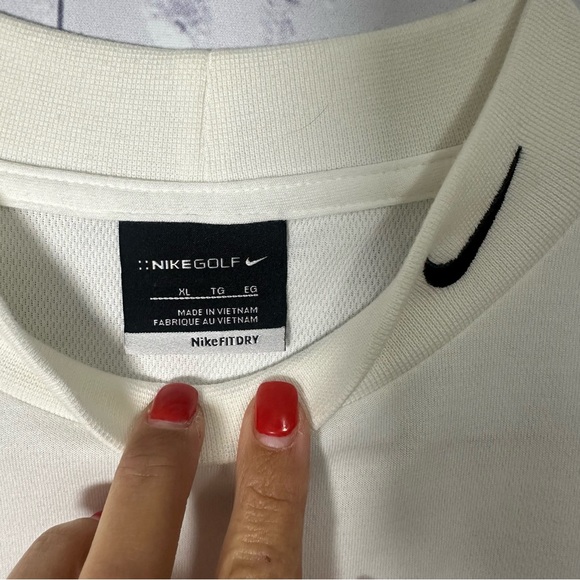 ::NIKEGOLF
XL TG EG
MADE IN VIETNAM
FABRIQUE AU VIETNAM
NikeFITDRY